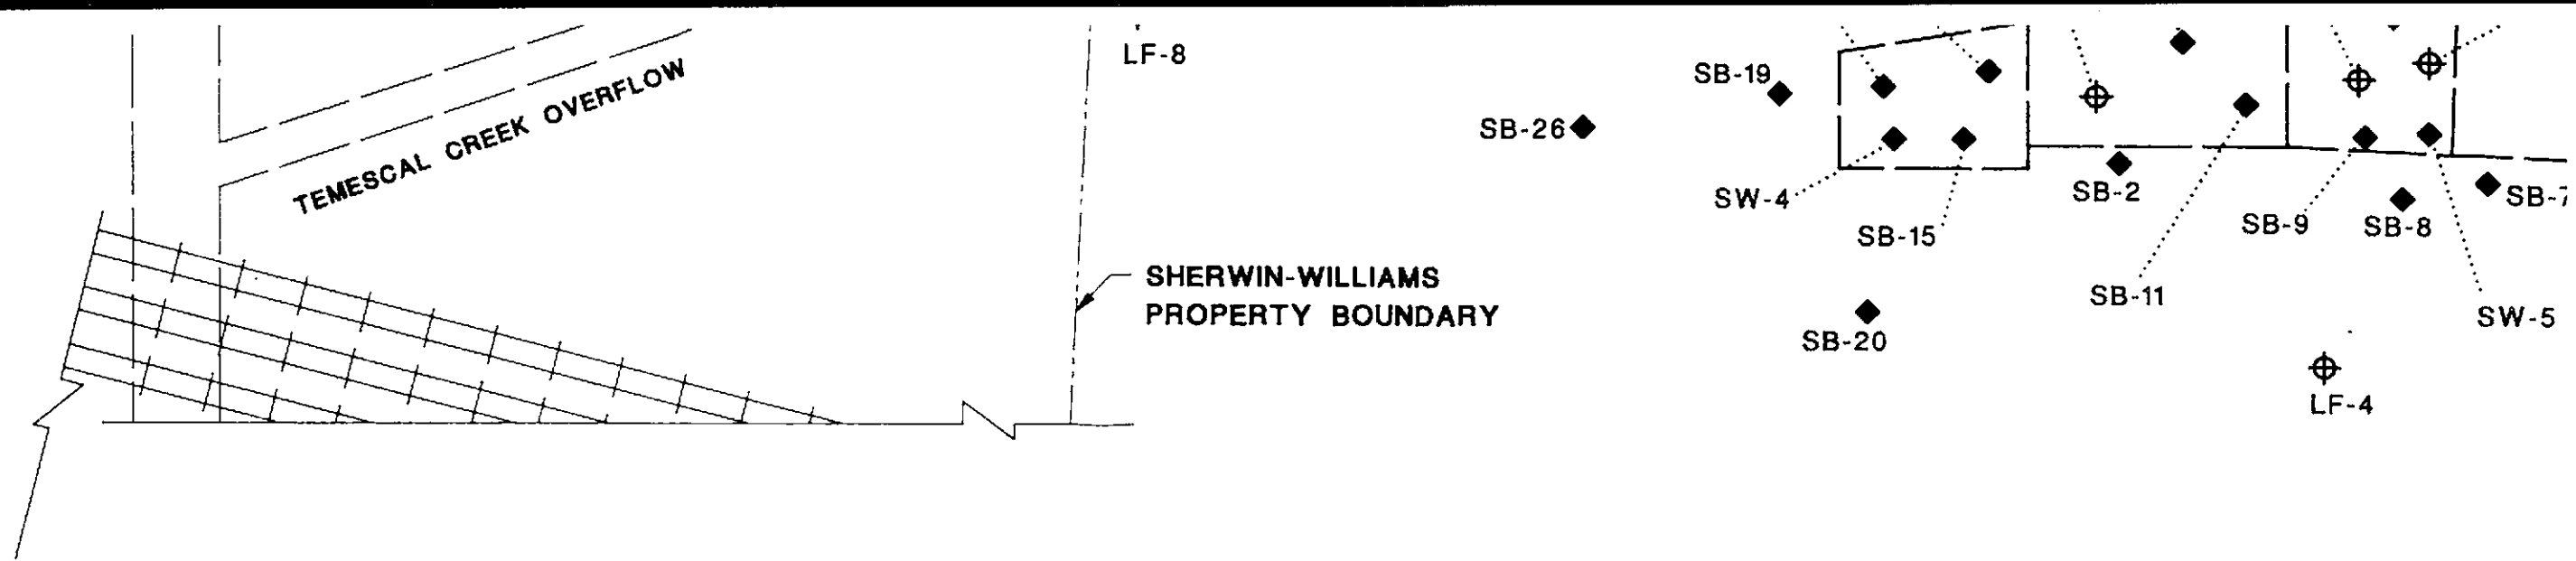 LF-8
SB-19
TEMESCAL CREEK OVERFLOW
SB-26
SW-4
SB-2
SB-7
SB-15
SB-9
SB-8
SHERWIN-WILLIAMS
PROPERTY BOUNDARY
SB-11
SW-5
SB-20
LF-4